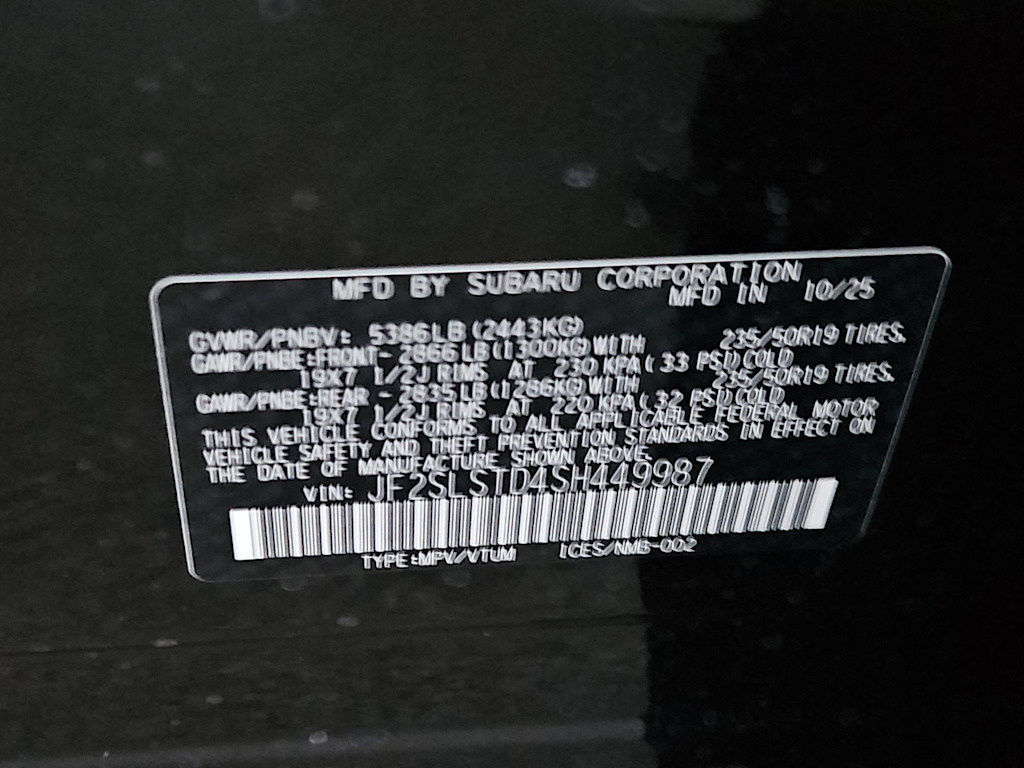 MFD BY SUBARU CORPORATION
MFD IN 10/25
GVWR/PNBV: 5386LB(2443KG)
GAWR/PNBE:FRONT- 2866LB(1300KG)WITH 235/50R19 TIRES.
19X7 1/2J RIMS AT 230 KPA( 33 PSI)COLD
GAWR/PNBE:REAR - 2835LB(1286KG)WITH 235/50R19 TIRES.
19X7 1/2J RIMS AT 220 KPA( 32 PSI)COLD
THIS VEHICLE CONFORMS TO ALL APPLICABLE FEDERAL MOTOR
VEHICLE SAFETY AND THEFT PREVENTION STANDARDS IN EFFECT ON
THE DATE OF MANUFACTURE SHOWN ABOVE.
VIN: JF2SLSTD4SH449987
TYPE:MPV/VTUM ICES/NMB-002